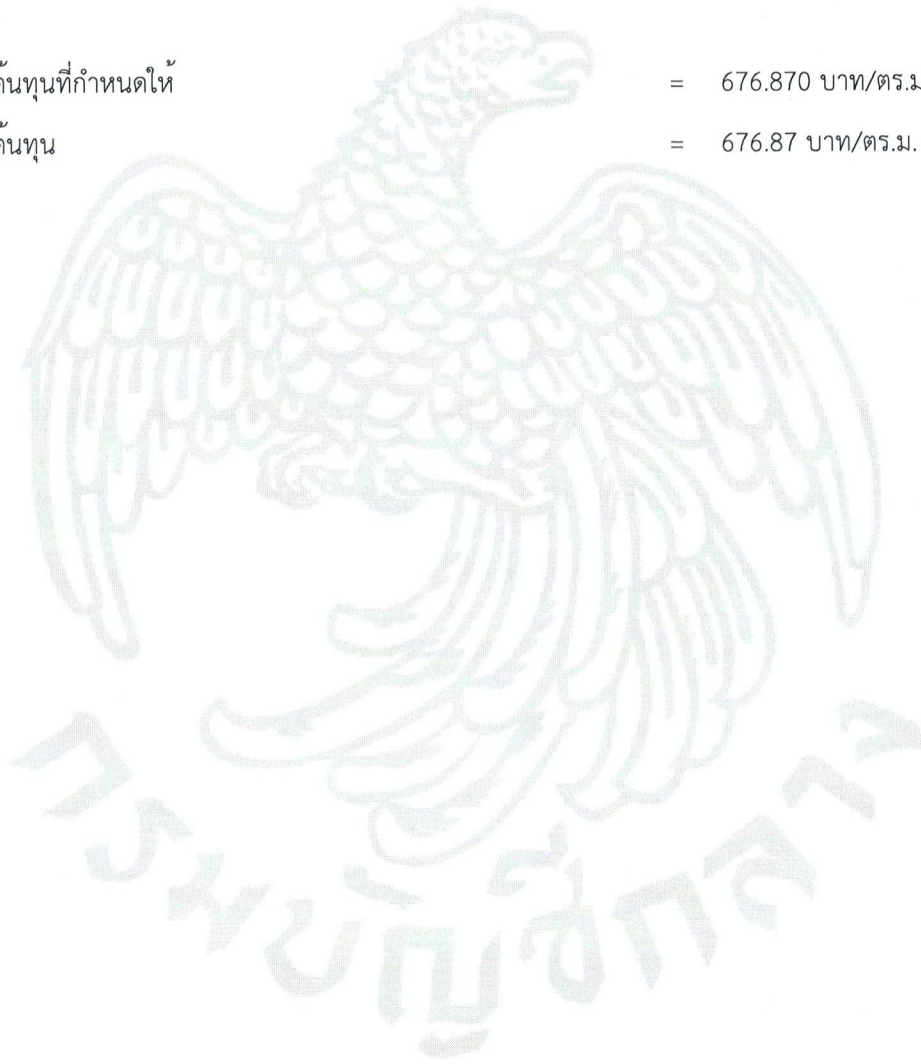 ต้นทุนที่กำหนดให้ = 676.870 บาท/ตร.ม
ต้นทุน = 676.87 บาท/ตร.ม.
กรมบัญชีกลาง